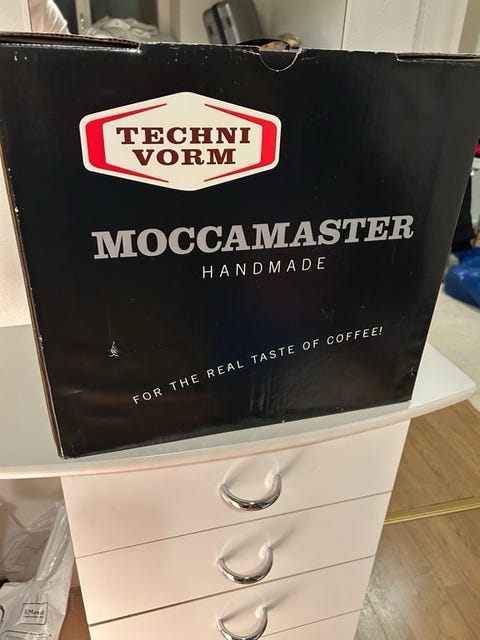 TECHNI
VORM
MOCCAMASTER
HANDMADE
FOR THE REAL TASTE OF COFFEE!